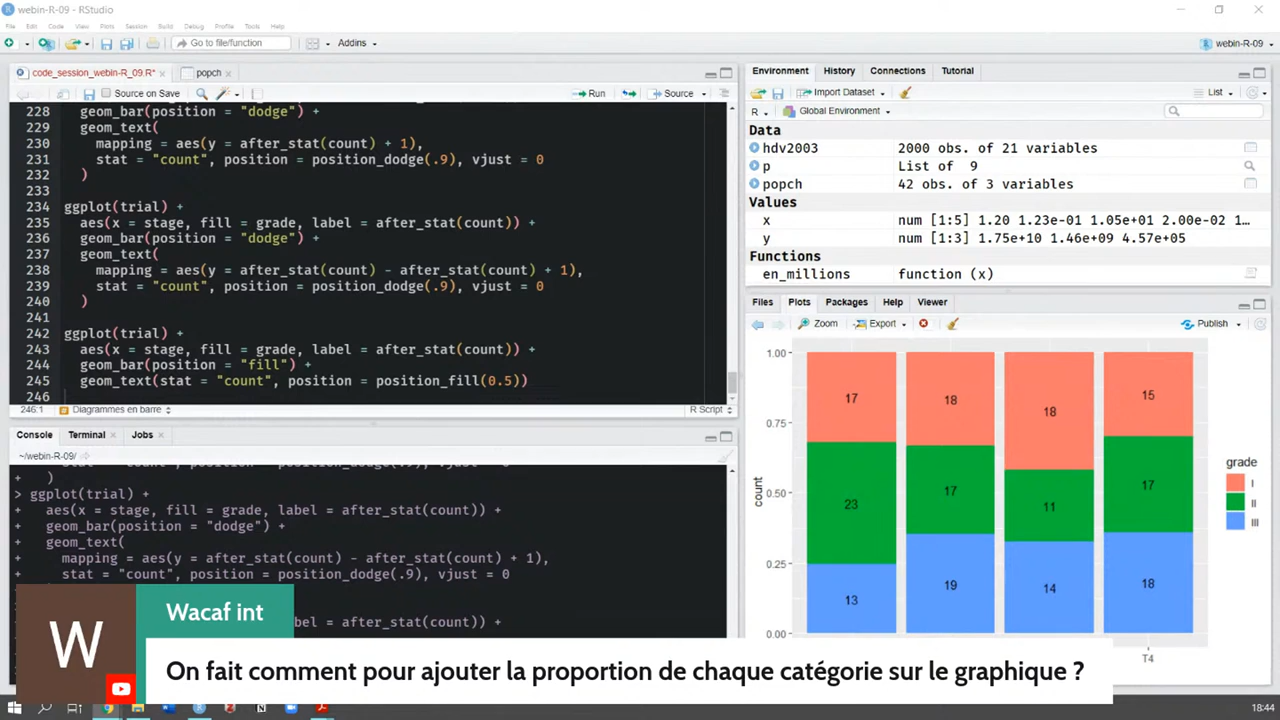 webin-R-09 - RStudio
File Edit Code View Plots Session Build Debug Profile Tools Help
Go to file/function Addins webin-R-09
code_session_webin-R_09.R* popch
Source on Save Run Source
228 geom_bar(position = "dodge") +
229 geom_text(
230 mapping = aes(y = after_stat(count) + 1),
231 stat = "count", position = position_dodge(.9), vjust = 0
232 )
233
234 ggplot(trial) +
235 aes(x = stage, fill = grade, label = after_stat(count)) +
236 geom_bar(position = "dodge") +
237 geom_text(
238 mapping = aes(y = after_stat(count) - after_stat(count) + 1),
239 stat = "count", position = position_dodge(.9), vjust = 0
240 )
241
242 ggplot(trial) +
243 aes(x = stage, fill = grade, label = after_stat(count)) +
244 geom_bar(position = "fill") +
245 geom_text(stat = "count", position = position_fill(0.5))
246
246:1 Diagrammes en barre R Script
Console Terminal Jobs
~/webin-R-09/
+ )
> ggplot(trial) +
+ aes(x = stage, fill = grade, label = after_stat(count)) +
+ geom_bar(position = "dodge") +
+ geom_text(
+ mapping = aes(y = after_stat(count) - after_stat(count) + 1),
+ stat = "count", position = position_dodge(.9), vjust = 0
bel = after_stat(count)) +
Environment History Connections Tutorial
Import Dataset List
R Global Environment
Data
hdv2003 2000 obs. of 21 variables
p List of 9
popch 42 obs. of 3 variables
Values
x num [1:5] 1.20 1.23e-01 1.05e+01 2.00e-02 1...
y num [1:3] 1.75e+10 1.46e+09 4.57e+05
Functions
en_millions function (x)
Files Plots Packages Help Viewer
Zoom Export Publish
1.00
0.75
0.50
0.25
0.00
count
17 18 18 15
23 17 11 17
13 19 14 18
T4
grade
I
II
III
W
Wacaf int
On fait comment pour ajouter la proportion de chaque catégorie sur le graphique ?
18:44